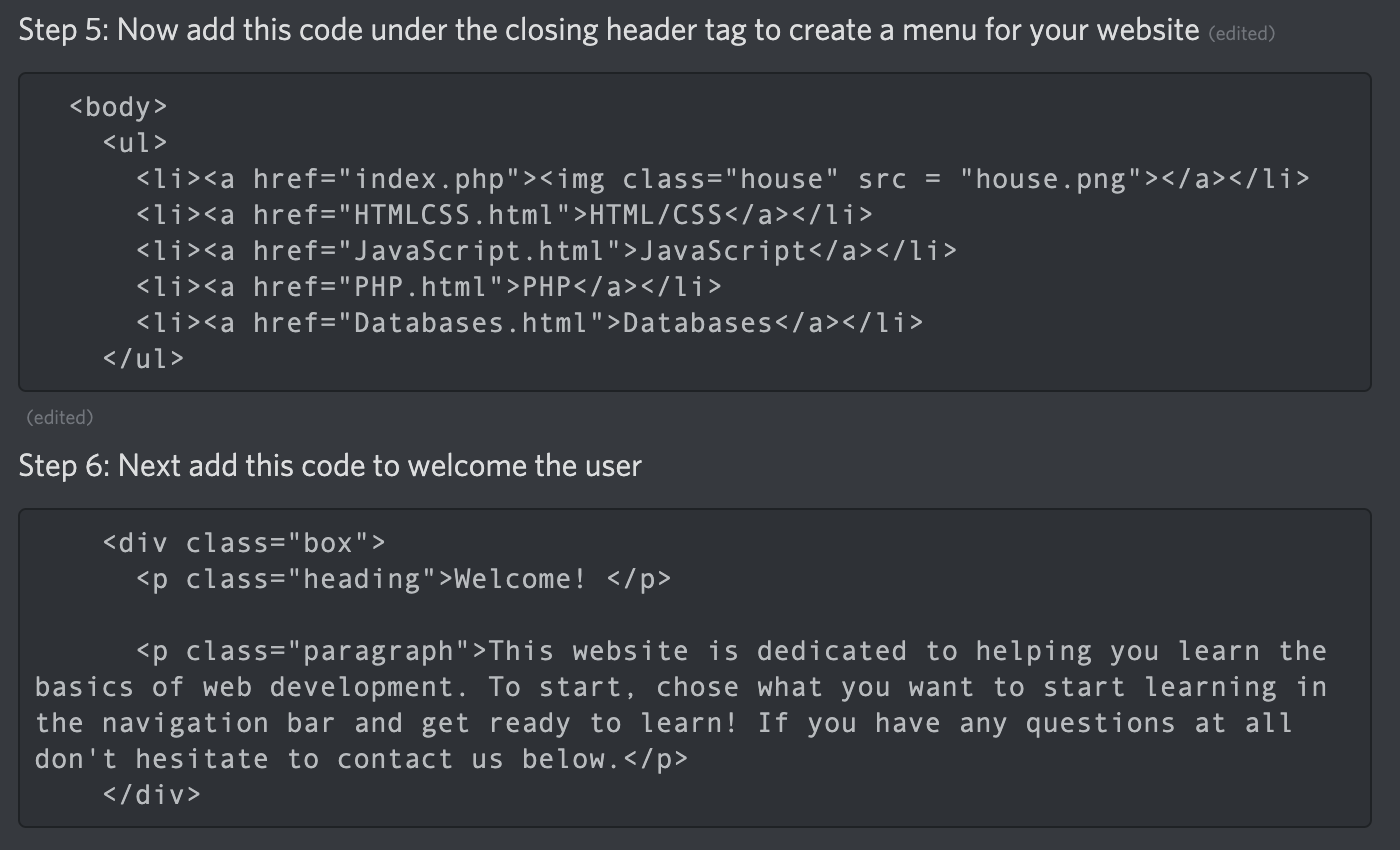 Step 5: Now add this code under the closing header tag to create a menu for your website (edited)
<body>
<ul>
<li><a href="index.php"><img class="house" src = "house.png"></a></li>
<li><a href="HTMLCSS.html">HTML/CSS</a></li>
<li><a href="JavaScript.html">JavaScript</a></li>
<li><a href="PHP.html">PHP</a></li>
<li><a href="Databases.html">Databases</a></li>
</ul>
(edited)
Step 6: Next add this code to welcome the user
<div class="box">
<p class="heading">Welcome! </p>
<p class="paragraph">This website is dedicated to helping you learn the
basics of web development. To start, chose what you want to start learning in
the navigation bar and get ready to learn! If you have any questions at all
don't hesitate to contact us below.</p>
</div>